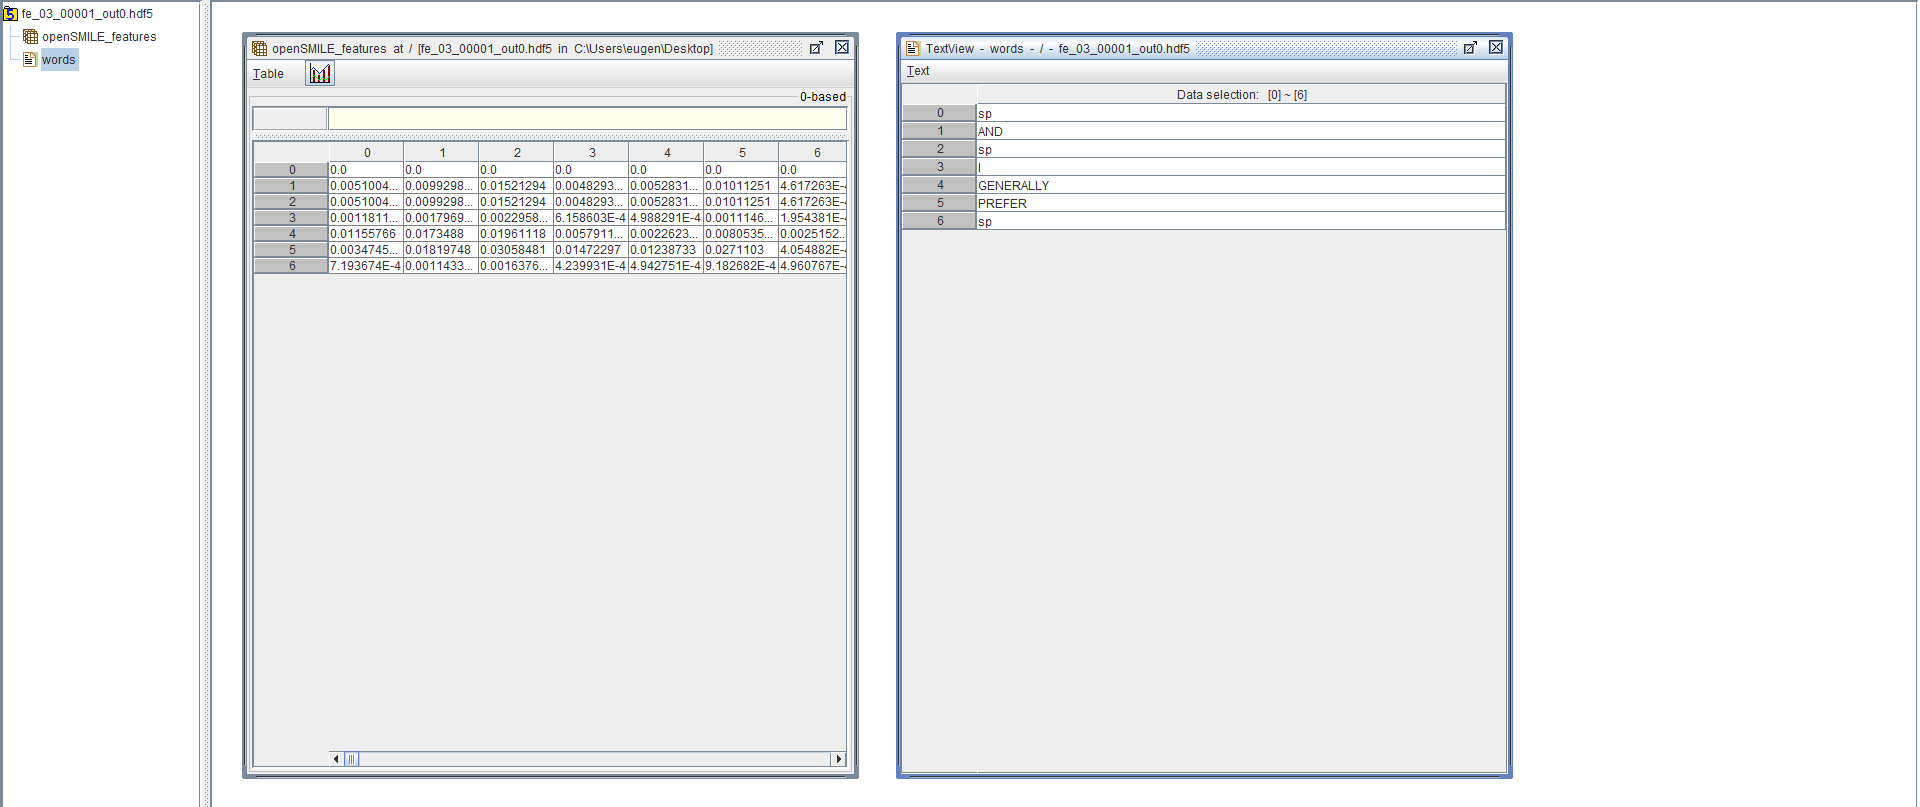 fe_03_00001_out0.hdf5
openSMILE_features
words
openSMILE_features at / [fe_03_00001_out0.hdf5 in C:\Users\eugen\Desktop]
Table
0-based
0 1 2 3 4 5 6
0 0.0 0.0 0.0 0.0 0.0 0.0 0.0
1 0.0051004... 0.0099298... 0.01521294 0.0048293... 0.0052831... 0.01011251 4.617263E-4
2 0.0051004... 0.0099298... 0.01521294 0.0048293... 0.0052831... 0.01011251 4.617263E-4
3 0.0011811... 0.0017969... 0.0022958... 6.158603E-4 4.988291E-4 0.0011146... 1.954381E-4
4 0.01155766 0.0173488 0.01961118 0.0057911... 0.0022623... 0.0080535... 0.0025152...
5 0.0034745... 0.01819748 0.03058481 0.01472297 0.01238733 0.0271103 4.054882E-4
6 7.193674E-4 0.0011433... 0.0016376... 4.239931E-4 4.942751E-4 9.182682E-4 4.960767E-4
TextView - words - / - fe_03_00001_out0.hdf5
Text
Data selection: [0] ~ [6]
0 sp
1 AND
2 sp
3 I
4 GENERALLY
5 PREFER
6 sp